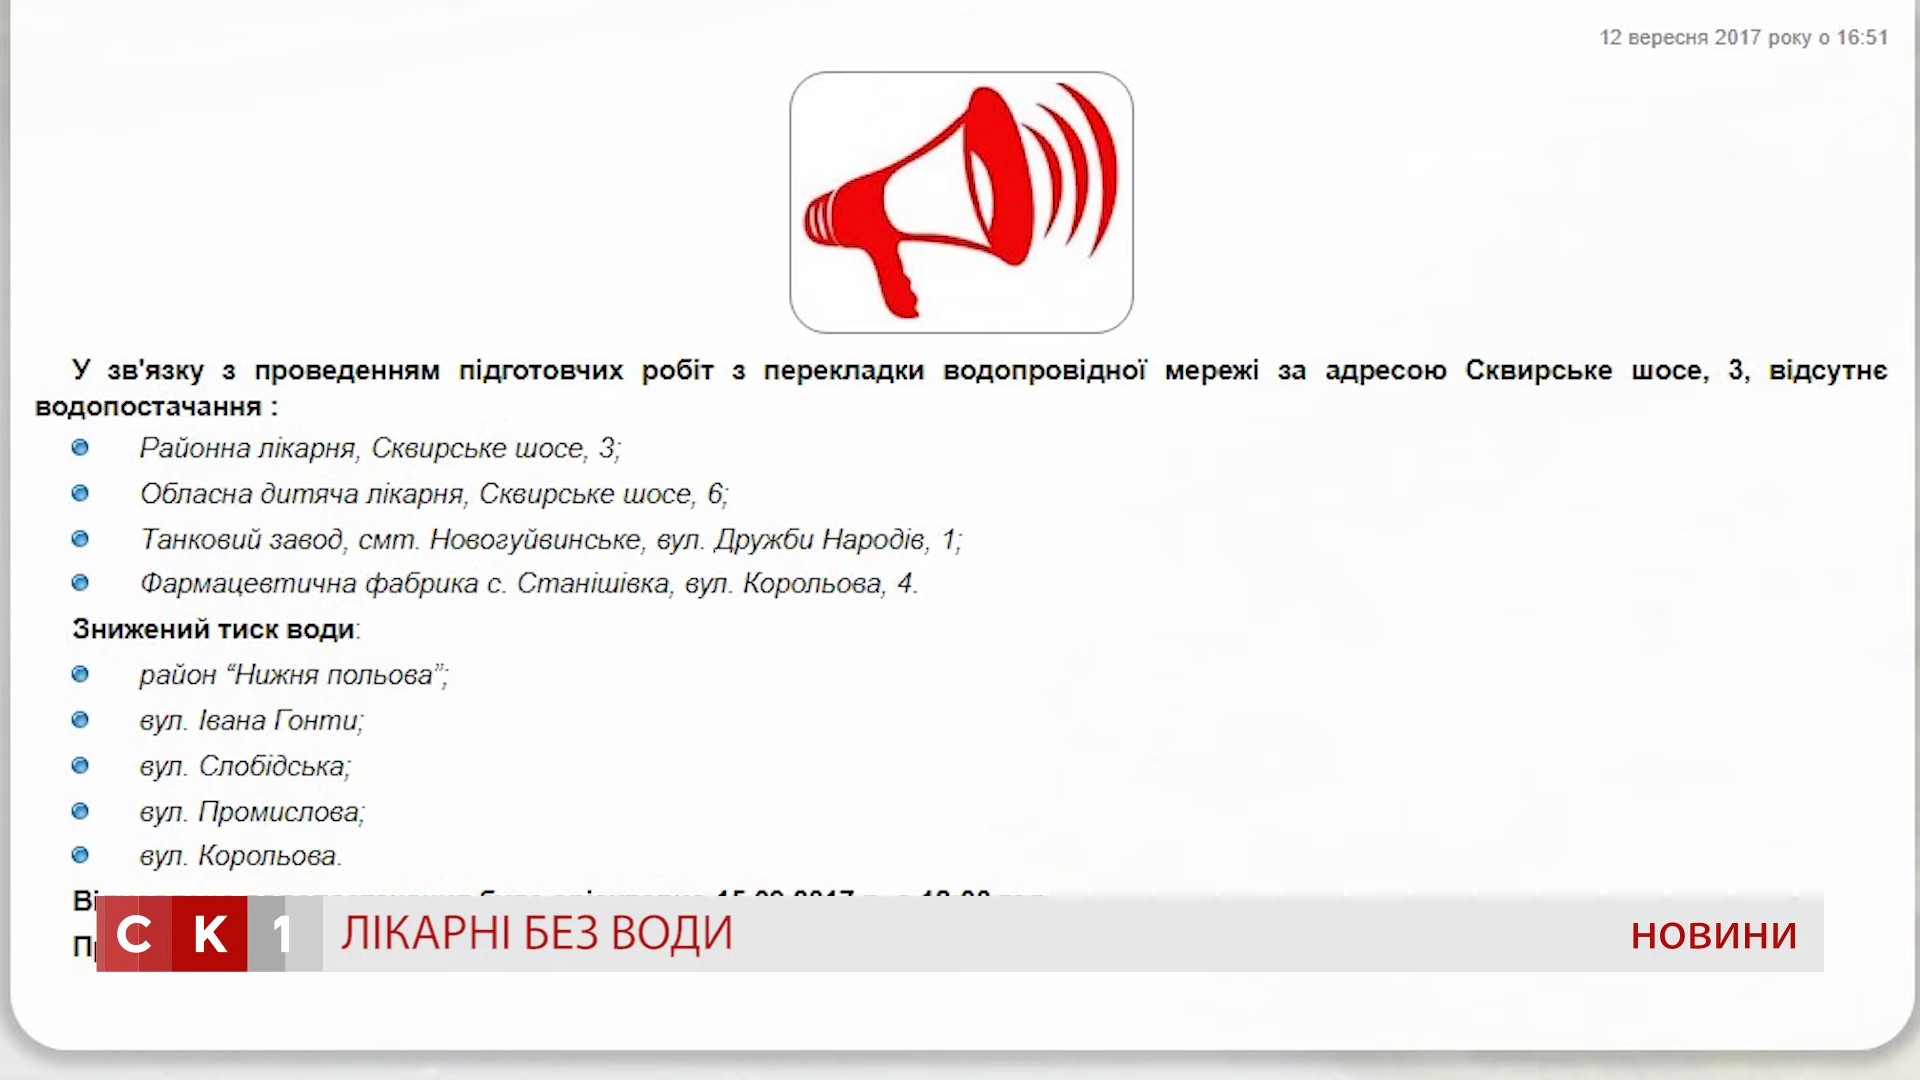 12 вересня 2017 року о 16:51
У зв'язку з проведенням підготовчих робіт з перекладки водопровідної мережі за адресою Сквирське шосе, 3, відсутнє
водопостачання :
Районна лікарня, Сквирське шосе, 3;
Обласна дитяча лікарня, Сквирське шосе, 6;
Танковий завод, смт. Новогуйвинське, вул. Дружби Народів, 1;
Фармацевтична фабрика с. Станішівка, вул. Корольова, 4.
Знижений тиск води:
район “Нижня польова”;
вул. Івана Гонти;
вул. Слобідська;
вул. Промислова;
вул. Корольова.
СК1 ЛІКАРНІ БЕЗ ВОДИ НОВИНИ